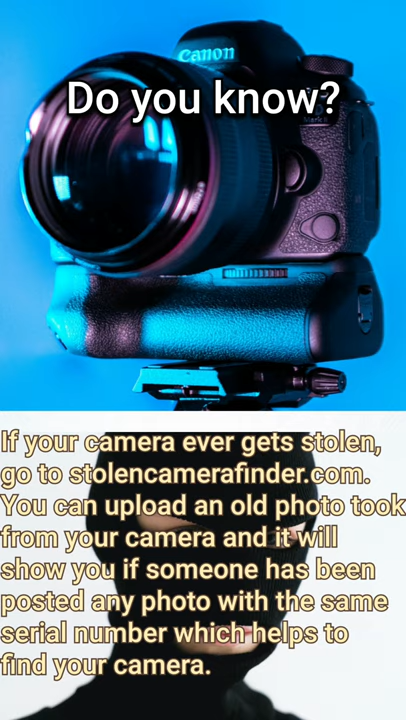 Canon
Do you know?
Mark II
If your camera ever gets stolen,
go to stolencamerafinder.com.
You can upload an old photo took
from your camera and it will
show you if someone has been
posted any photo with the same
serial number which helps to
find your camera.